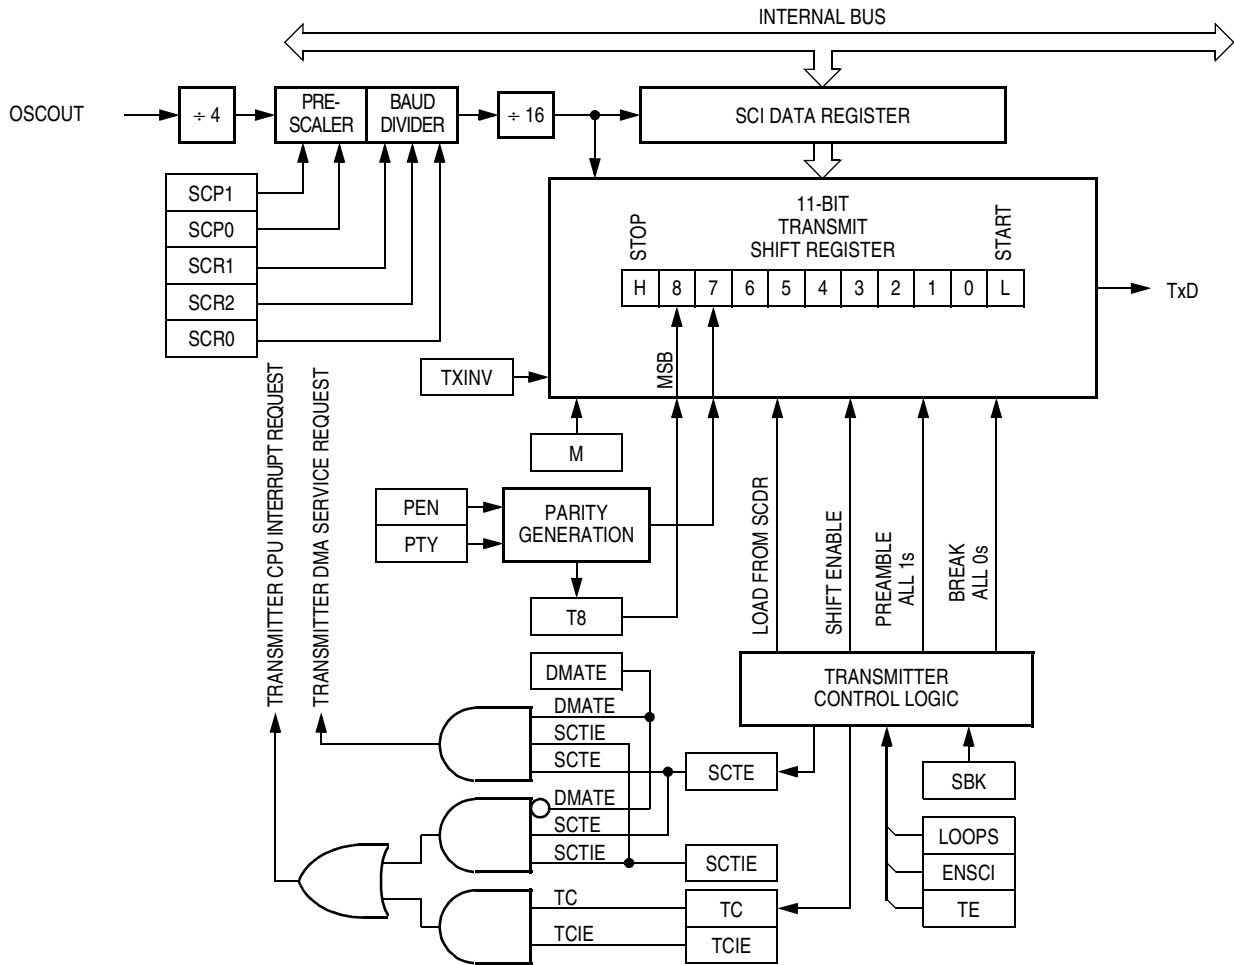 INTERNAL BUS
OSCOUT
÷ 4
PRE-
SCALER
BAUD
DIVIDER
÷ 16
SCI DATA REGISTER
SCP1
SCP0
SCR1
SCR2
SCR0
11-BIT
TRANSMIT
SHIFT REGISTER
STOP
START
H 8 7 6 5 4 3 2 1 0 L
TxD
MSB
TXINV
M
PEN
PTY
PARITY
GENERATION
T8
TRANSMITTER CPU INTERRUPT REQUEST
TRANSMITTER DMA SERVICE REQUEST
LOAD FROM SCDR
SHIFT ENABLE
PREAMBLE
ALL 1s
BREAK
ALL 0s
TRANSMITTER
CONTROL LOGIC
DMATE
DMATE
SCTIE
SCTE
SCTE
SBK
DMATE
SCTE
SCTIE
SCTIE
LOOPS
ENSCI
TE
TC
TC
TCIE
TCIE